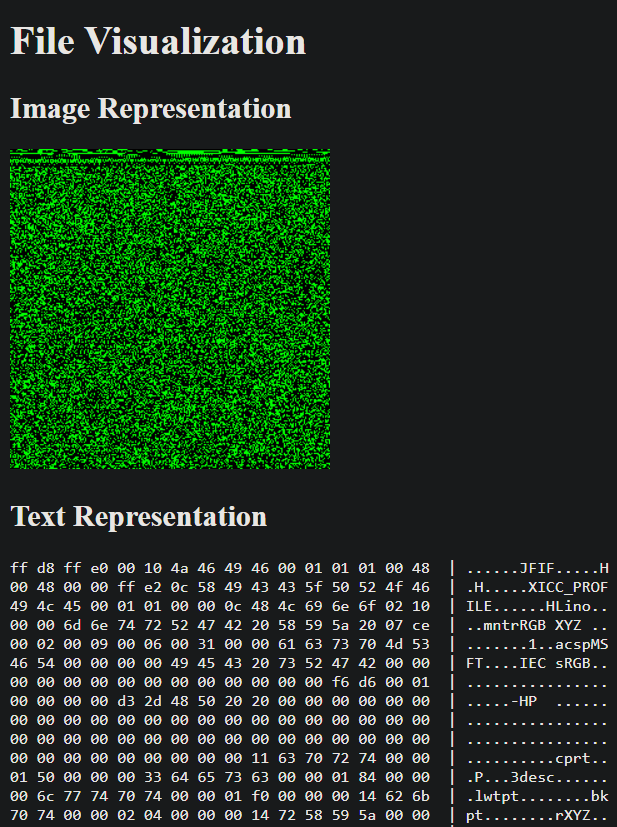 File Visualization
Image Representation
Text Representation
ff d8 ff e0 00 10 4a 46 49 46 00 01 01 01 00 48 | ......JFIF.....H
00 48 00 00 ff e2 0c 58 49 43 43 5f 50 52 4f 46 | .H.....XICC_PROF
49 4c 45 00 01 01 00 00 0c 48 4c 69 6e 6f 02 10 | ILE......HLino..
00 00 6d 6e 74 72 52 47 42 20 58 59 5a 20 07 ce | ..mntrRGB XYZ ..
00 02 00 09 00 06 00 31 00 00 61 63 73 70 4d 53 | .......1..acspMS
46 54 00 00 00 00 49 45 43 20 73 52 47 42 00 00 | FT....IEC sRGB..
00 00 00 00 00 00 00 00 00 00 00 00 f6 d6 00 01 | ................
00 00 00 00 d3 2d 48 50 20 20 00 00 00 00 00 00 | .....-HP  ......
00 00 00 00 00 00 00 00 00 00 00 00 00 00 00 00 | ................
00 00 00 00 00 00 00 00 00 00 00 00 00 00 00 00 | ................
00 00 00 00 00 00 00 00 00 11 63 70 72 74 00 00 | ..........cprt..
01 50 00 00 00 33 64 65 73 63 00 00 01 84 00 00 | .P...3desc......
00 6c 77 74 70 74 00 00 01 f0 00 00 00 14 62 6b | .lwtpt........bk
70 74 00 00 02 04 00 00 00 14 72 58 59 5a 00 00 | pt........rXYZ..